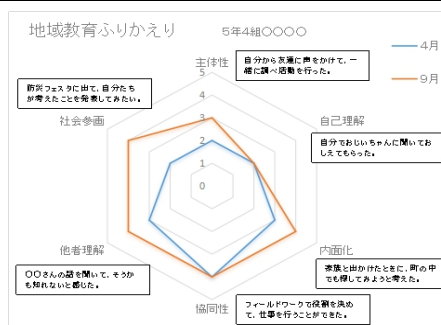 地域教育ふりかえり
5年4組〇〇〇〇
4月
9月
主体性
自分から友達に声をかけて、一
緒に調べ活動を行った。
5
4
3
2
1
0
自己理解
自分でおじいちゃんに聞いてお
しえてもらった。
内面化
家族と出かけたときに、町の中
でも探してみようと考えた。
協同性
フィールドワークで役割を決め
て、仕事を行うことができた。
他者理解
〇〇さんの話を聞いて、そうか
も知れないと感じた。
社会参画
防災フェスタに出て、自分たち
が考えたことを発表してみたい。